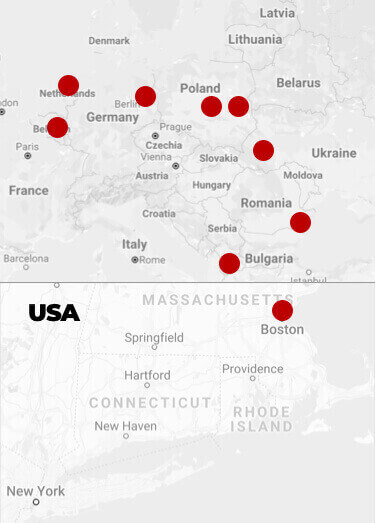 Latvia
Denmark
Lithuania
Netherlands
Berlin
Poland
Belarus
don
Germany
Bel
Prague
Paris
Czechia
Vienna
Slovakia
Ukraine
Austria
Moldova
France
Hungary
Romania
Croatia
Serbia
Italy
Barcelona
Rome
Bulgaria
Istanbul
USA
MASSACHUSETTS
Boston
Springfield
Hartford
Providence
CONNECTICUT
RHODE
ISLAND
New Haven
New York